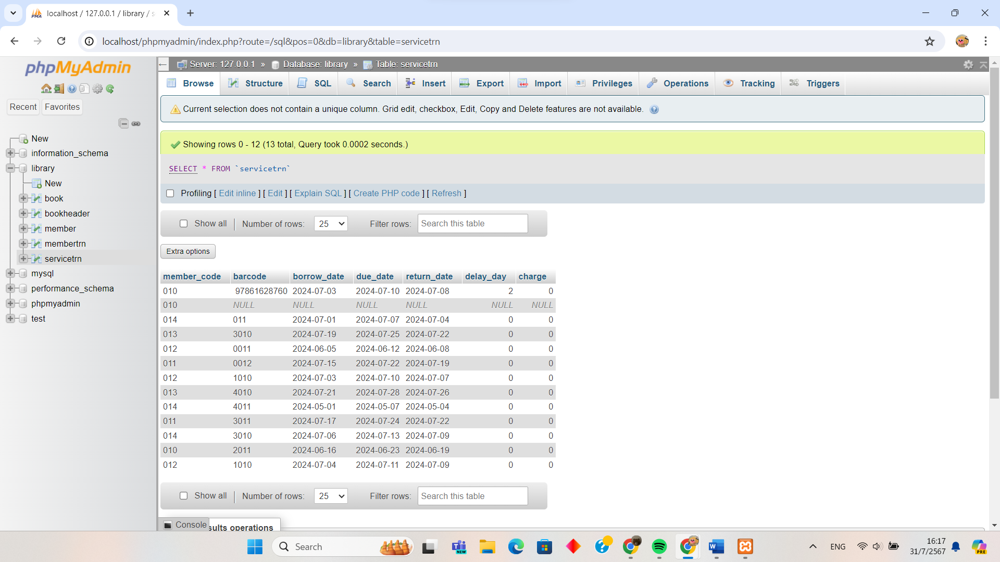 localhost / 127.0.0.1 / library / s
localhost/phpmyadmin/index.php?route=/sql&pos=0&db=library&table=servicetrn
phpMyAdmin
Recent Favorites
New
information_schema
library
New
book
bookheader
member
membertrn
servicetrn
mysql
performance_schema
phpmyadmin
test
Server: 127.0.0.1 » Database: library » Table: servicetrn
Browse Structure SQL Search Insert Export Import Privileges Operations Tracking Triggers
Current selection does not contain a unique column. Grid edit, checkbox, Edit, Copy and Delete features are not available.
Showing rows 0 - 12 (13 total, Query took 0.0002 seconds.)
SELECT * FROM `servicetrn`
Profiling [ Edit inline ] [ Edit ] [ Explain SQL ] [ Create PHP code ] [ Refresh ]
Show all Number of rows: 25 Filter rows: Search this table
Extra options
member_code barcode borrow_date due_date return_date delay_day charge
010 97861628760 2024-07-03 2024-07-10 2024-07-08 2 0
010 NULL NULL NULL NULL NULL NULL
014 011 2024-07-01 2024-07-07 2024-07-04 0 0
013 3010 2024-07-19 2024-07-25 2024-07-22 0 0
012 0011 2024-06-05 2024-06-12 2024-06-08 0 0
011 0012 2024-07-15 2024-07-22 2024-07-19 0 0
012 1010 2024-07-03 2024-07-10 2024-07-07 0 0
013 4010 2024-07-21 2024-07-28 2024-07-26 0 0
014 4011 2024-05-01 2024-05-07 2024-05-04 0 0
011 3011 2024-07-17 2024-07-24 2024-07-22 0 0
014 3010 2024-07-06 2024-07-13 2024-07-09 0 0
010 2011 2024-06-16 2024-06-23 2024-06-19 0 0
012 1010 2024-07-04 2024-07-11 2024-07-09 0 0
Show all Number of rows: 25 Filter rows: Search this table
Console sults operations
Search
NEW
ENG
16:17
31/7/2567
PRE